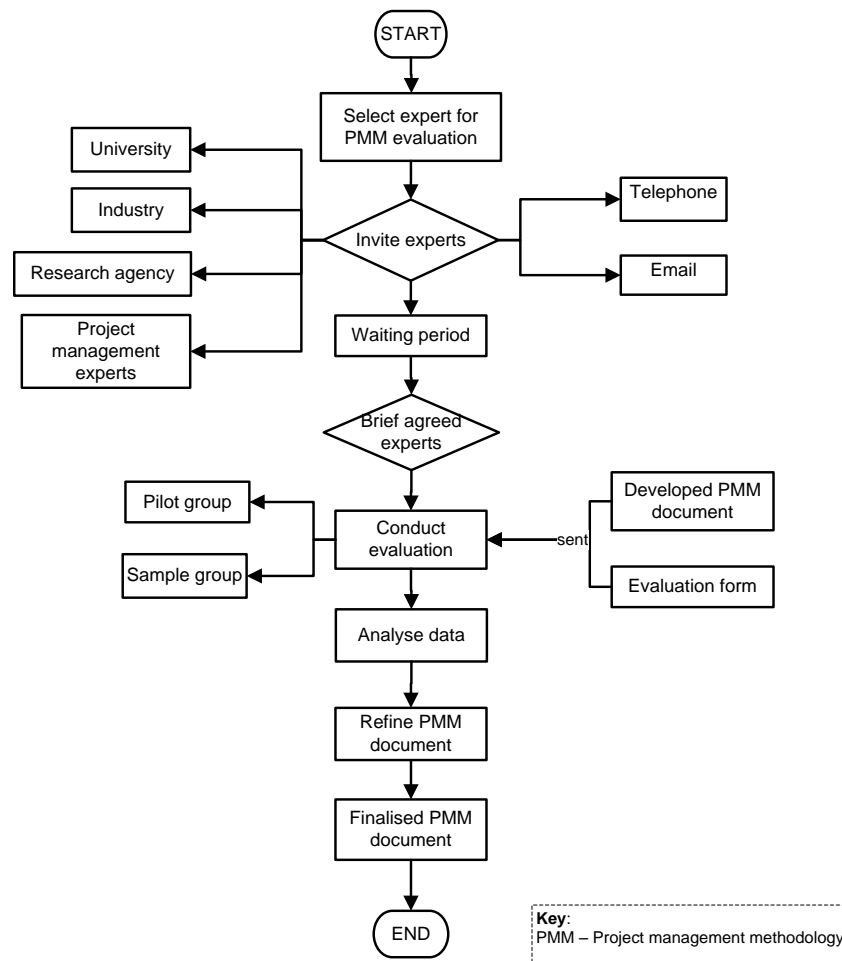 START
Select expert for
PMM evaluation
University
Industry
Research agency
Project
management
experts
Invite experts
Telephone
Email
Waiting period
Brief agreed
experts
Pilot group
Sample group
Conduct
evaluation
sent
Developed PMM
document
Evaluation form
Analyse data
Refine PMM
document
Finalised PMM
document
END
Key:
PMM – Project management methodology